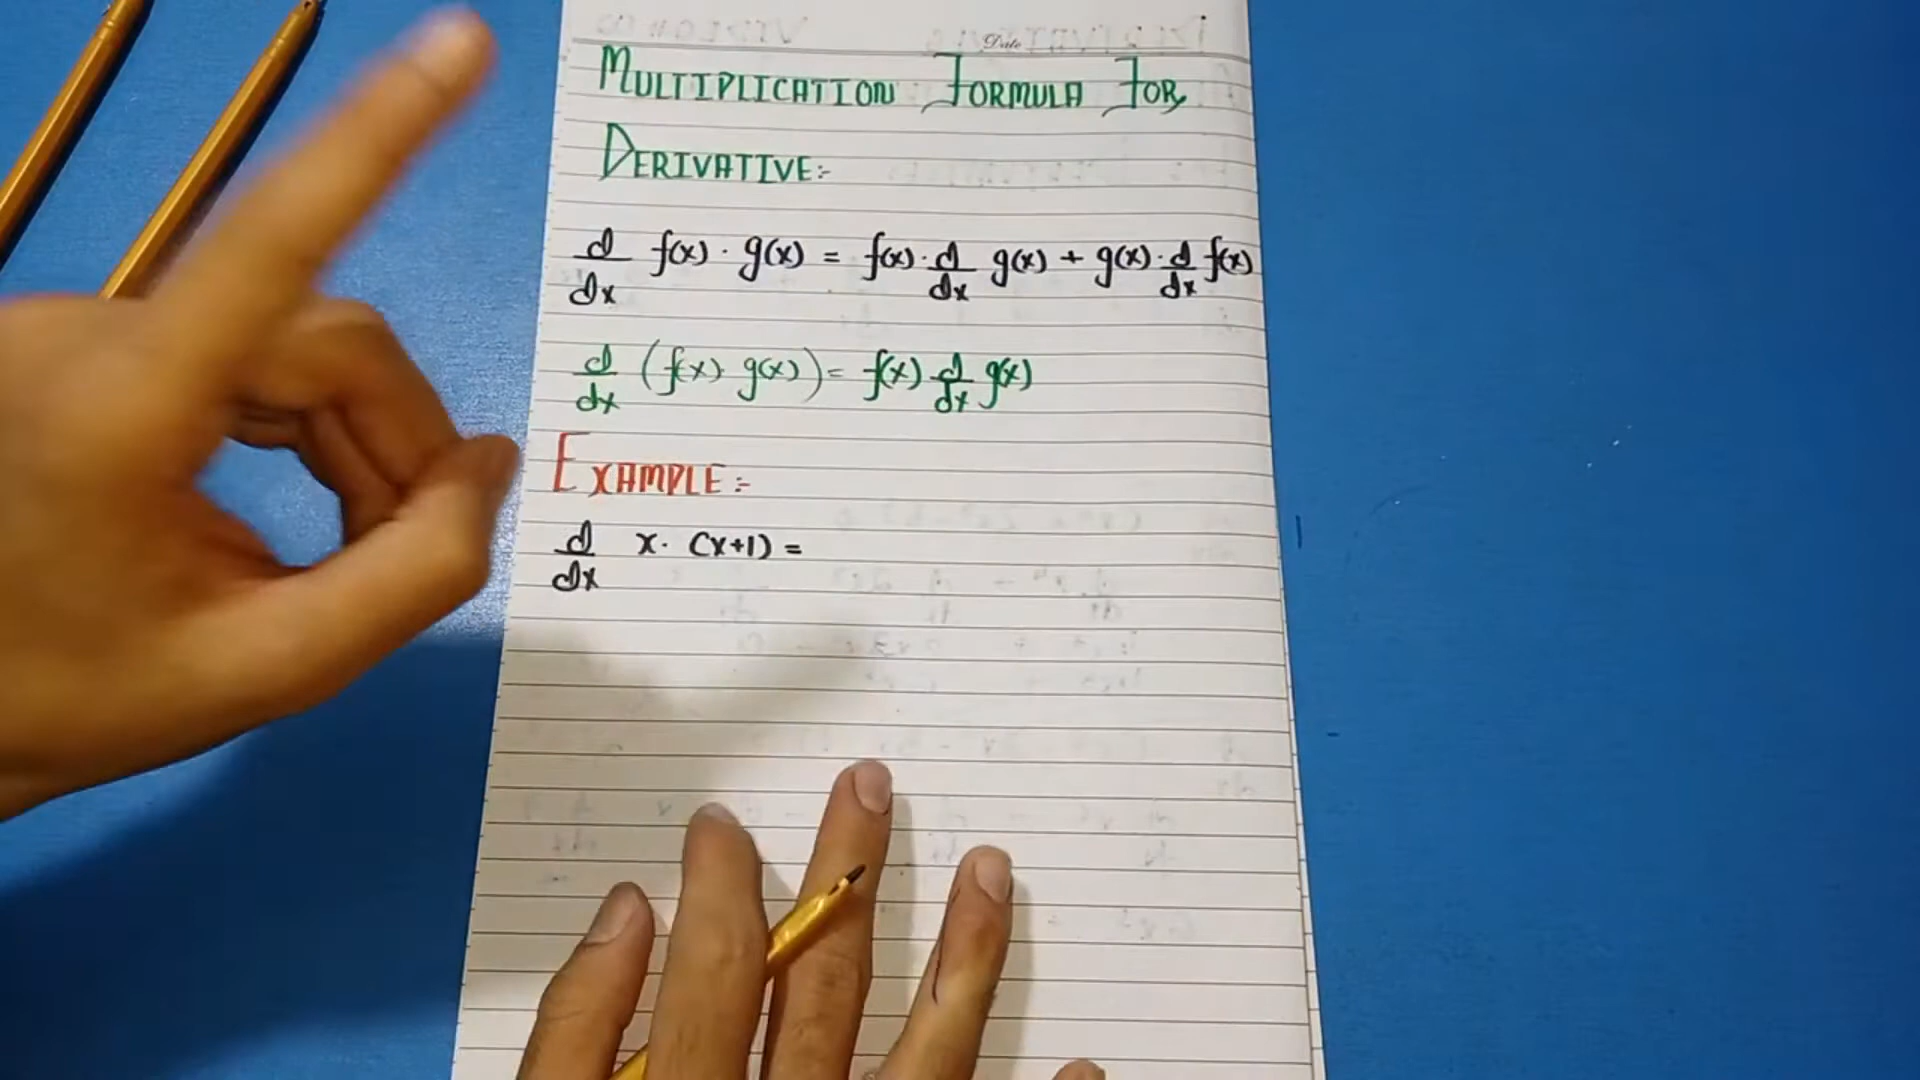 Date
MULTIPLICATION FORMULA FOR
DERIVATIVE:-
d/dx f(x) · g(x) = f(x) · d/dx g(x) + g(x) · d/dx f(x)
d/dx (f(x) g(x)) = f(x) d/dx g(x)
EXAMPLE:-
d/dx x · (x+1) =